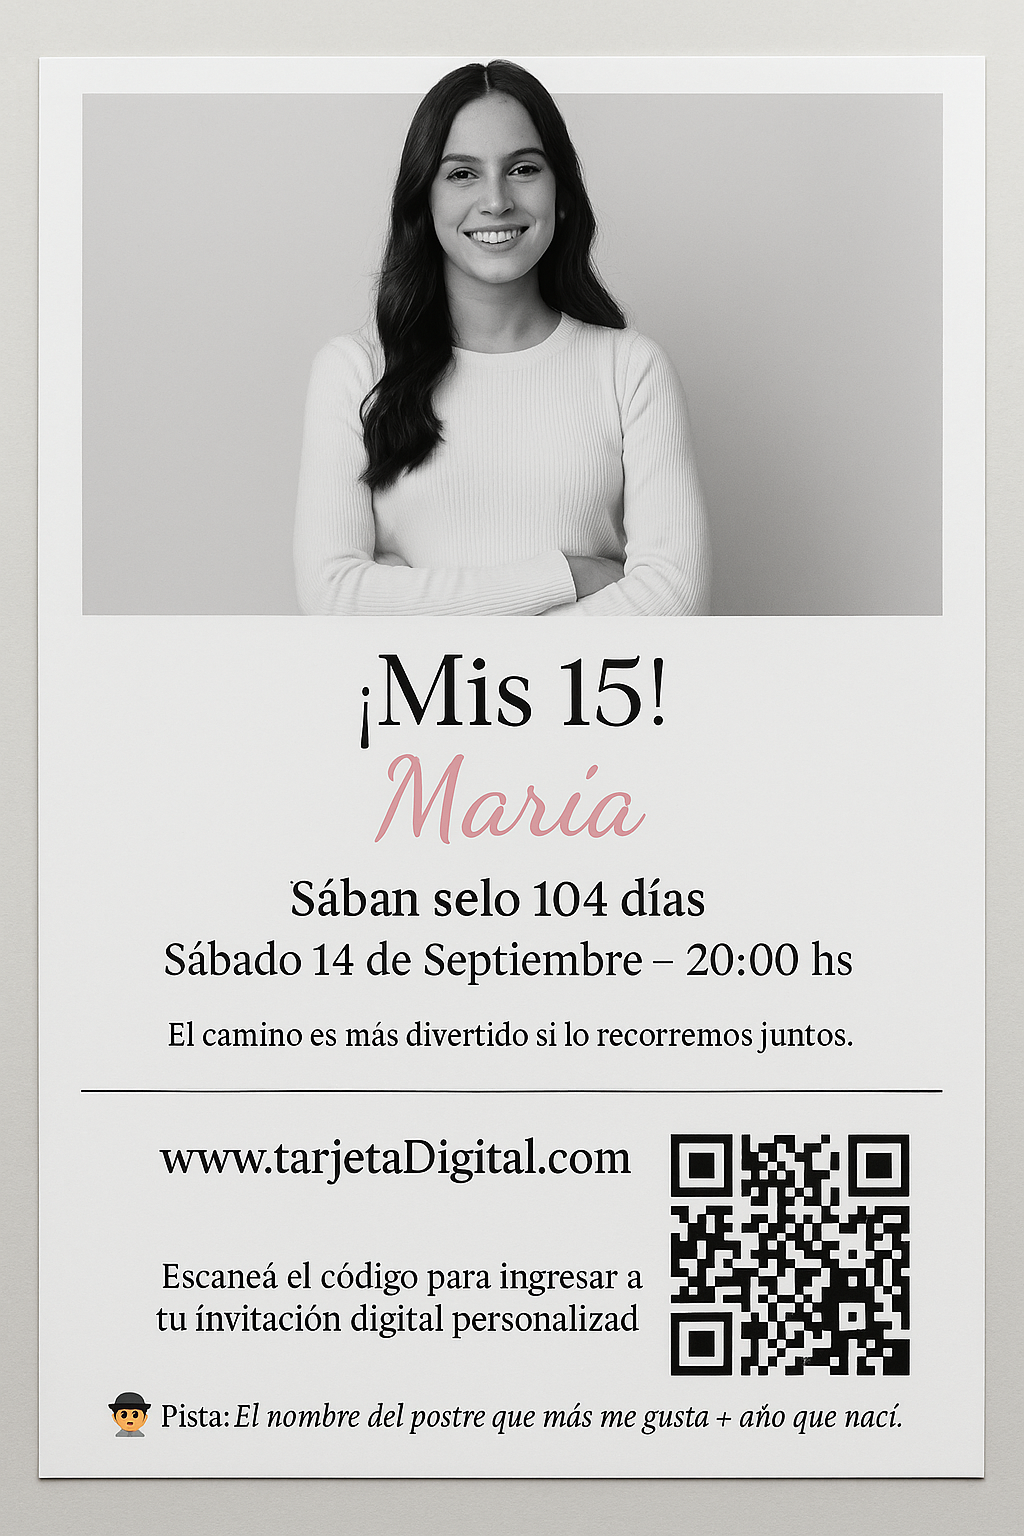 ¡Mis 15!
María
Sában selo 104 días
Sábado 14 de Septiembre – 20:00 hs
El camino es más divertido si lo recorremos juntos.
www.tarjetaDigital.com
Escaneá el código para ingresar a
tu ínvitación digital personalizad
Pista: El nombre del postre que más me gusta + año que nací.